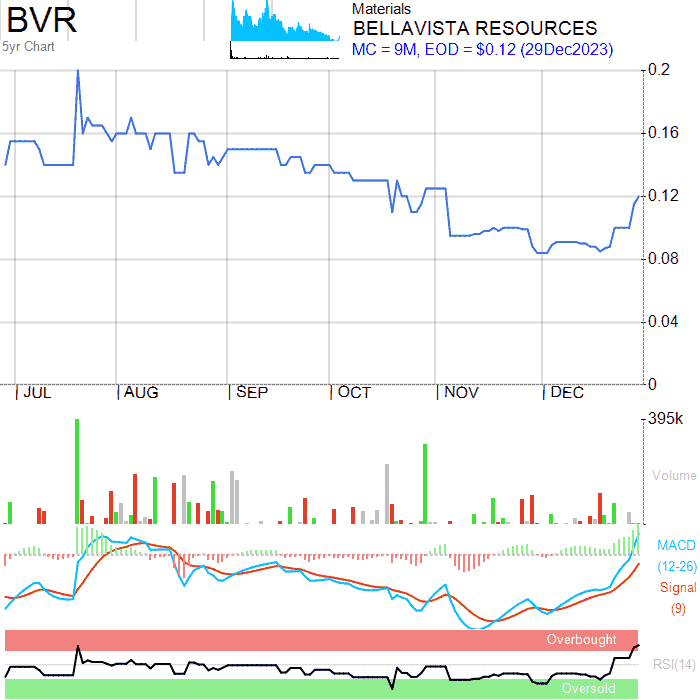 BVR
5yr Chart
Materials
BELLAVISTA RESOURCES
MC = 9M, EOD = $0.12 (29Dec2023)
0.2
0.16
0.12
0.08
0.04
0
JUL AUG SEP OCT NOV DEC
395k
Volume
MACD
(12-26)
Signal
(9)
Overbought
RSI(14)
Oversold